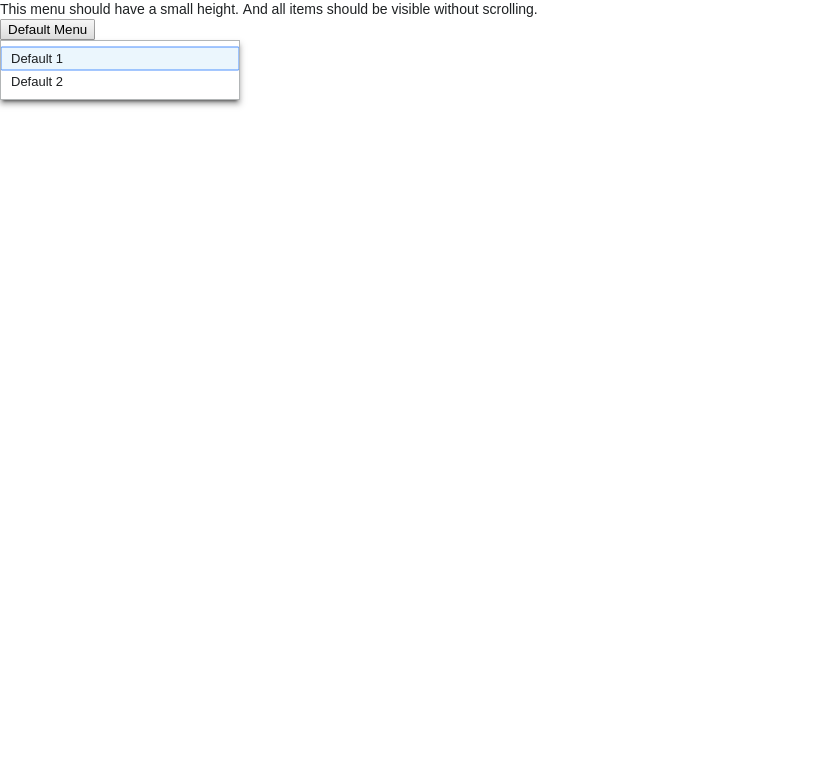 This menu should have a small height. And all items should be visible without scrolling.
Default Menu
Default 1
Default 2